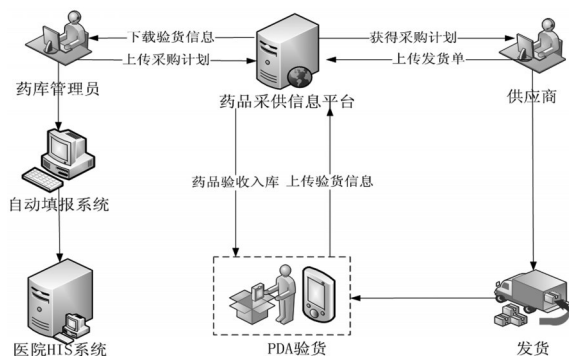 下载验货信息
获得采购计划
上传采购计划
上传发货单
药库管理员
药品采供信息平台
供应商
药品验收入库
上传验货信息
自动填报系统
医院HIS系统
PDA验货
发货